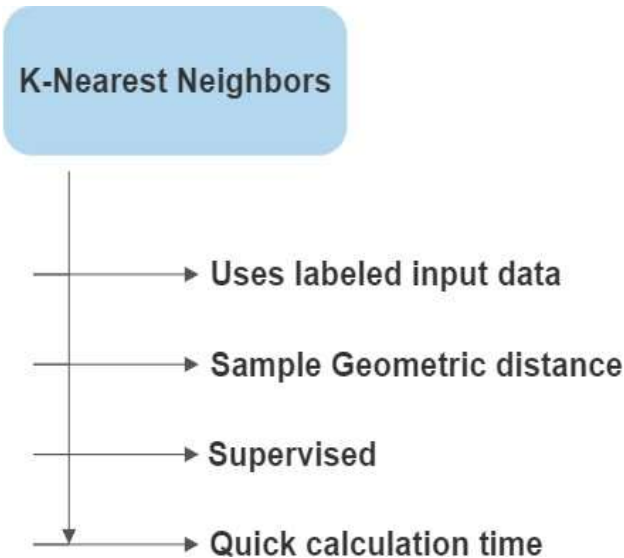 K-Nearest Neighbors
Uses labeled input data
Sample Geometric distance
Supervised
Quick calculation time